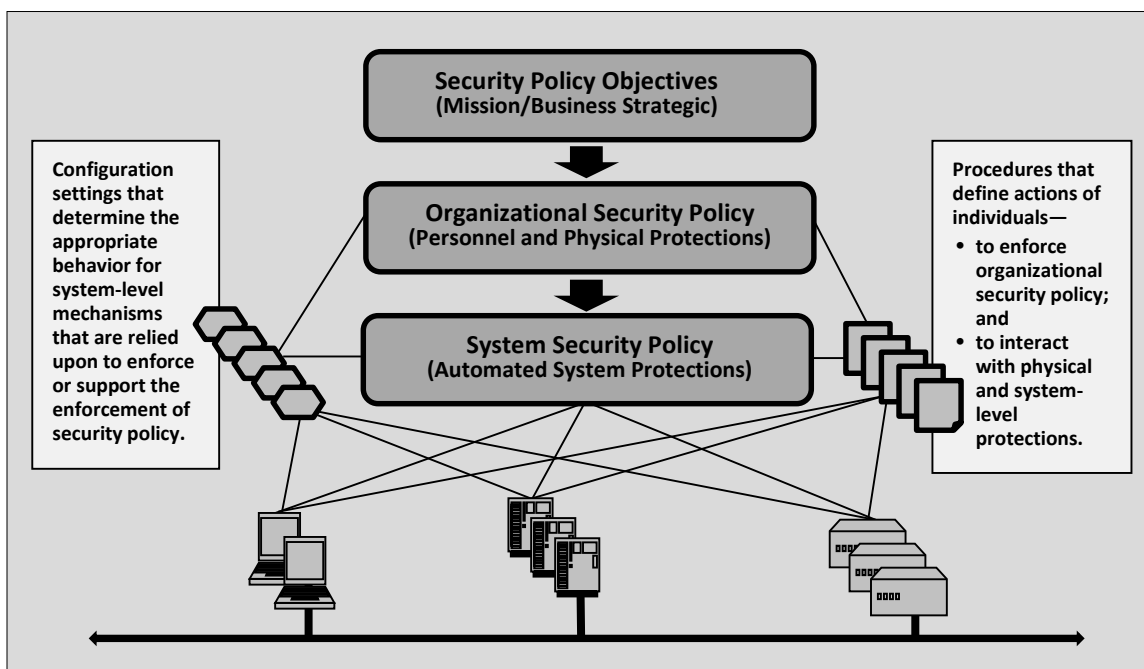 Security Policy Objectives
(Mission/Business Strategic)
Configuration
settings that
determine the
appropriate
behavior for
system-level
mechanisms
that are relied
upon to enforce
or support the
enforcement of
security policy.
Organizational Security Policy
(Personnel and Physical Protections)
System Security Policy
(Automated System Protections)
Procedures that
define actions of
individuals—
• to enforce
organizational
security policy;
and
• to interact
with physical
and system-
level
protections.